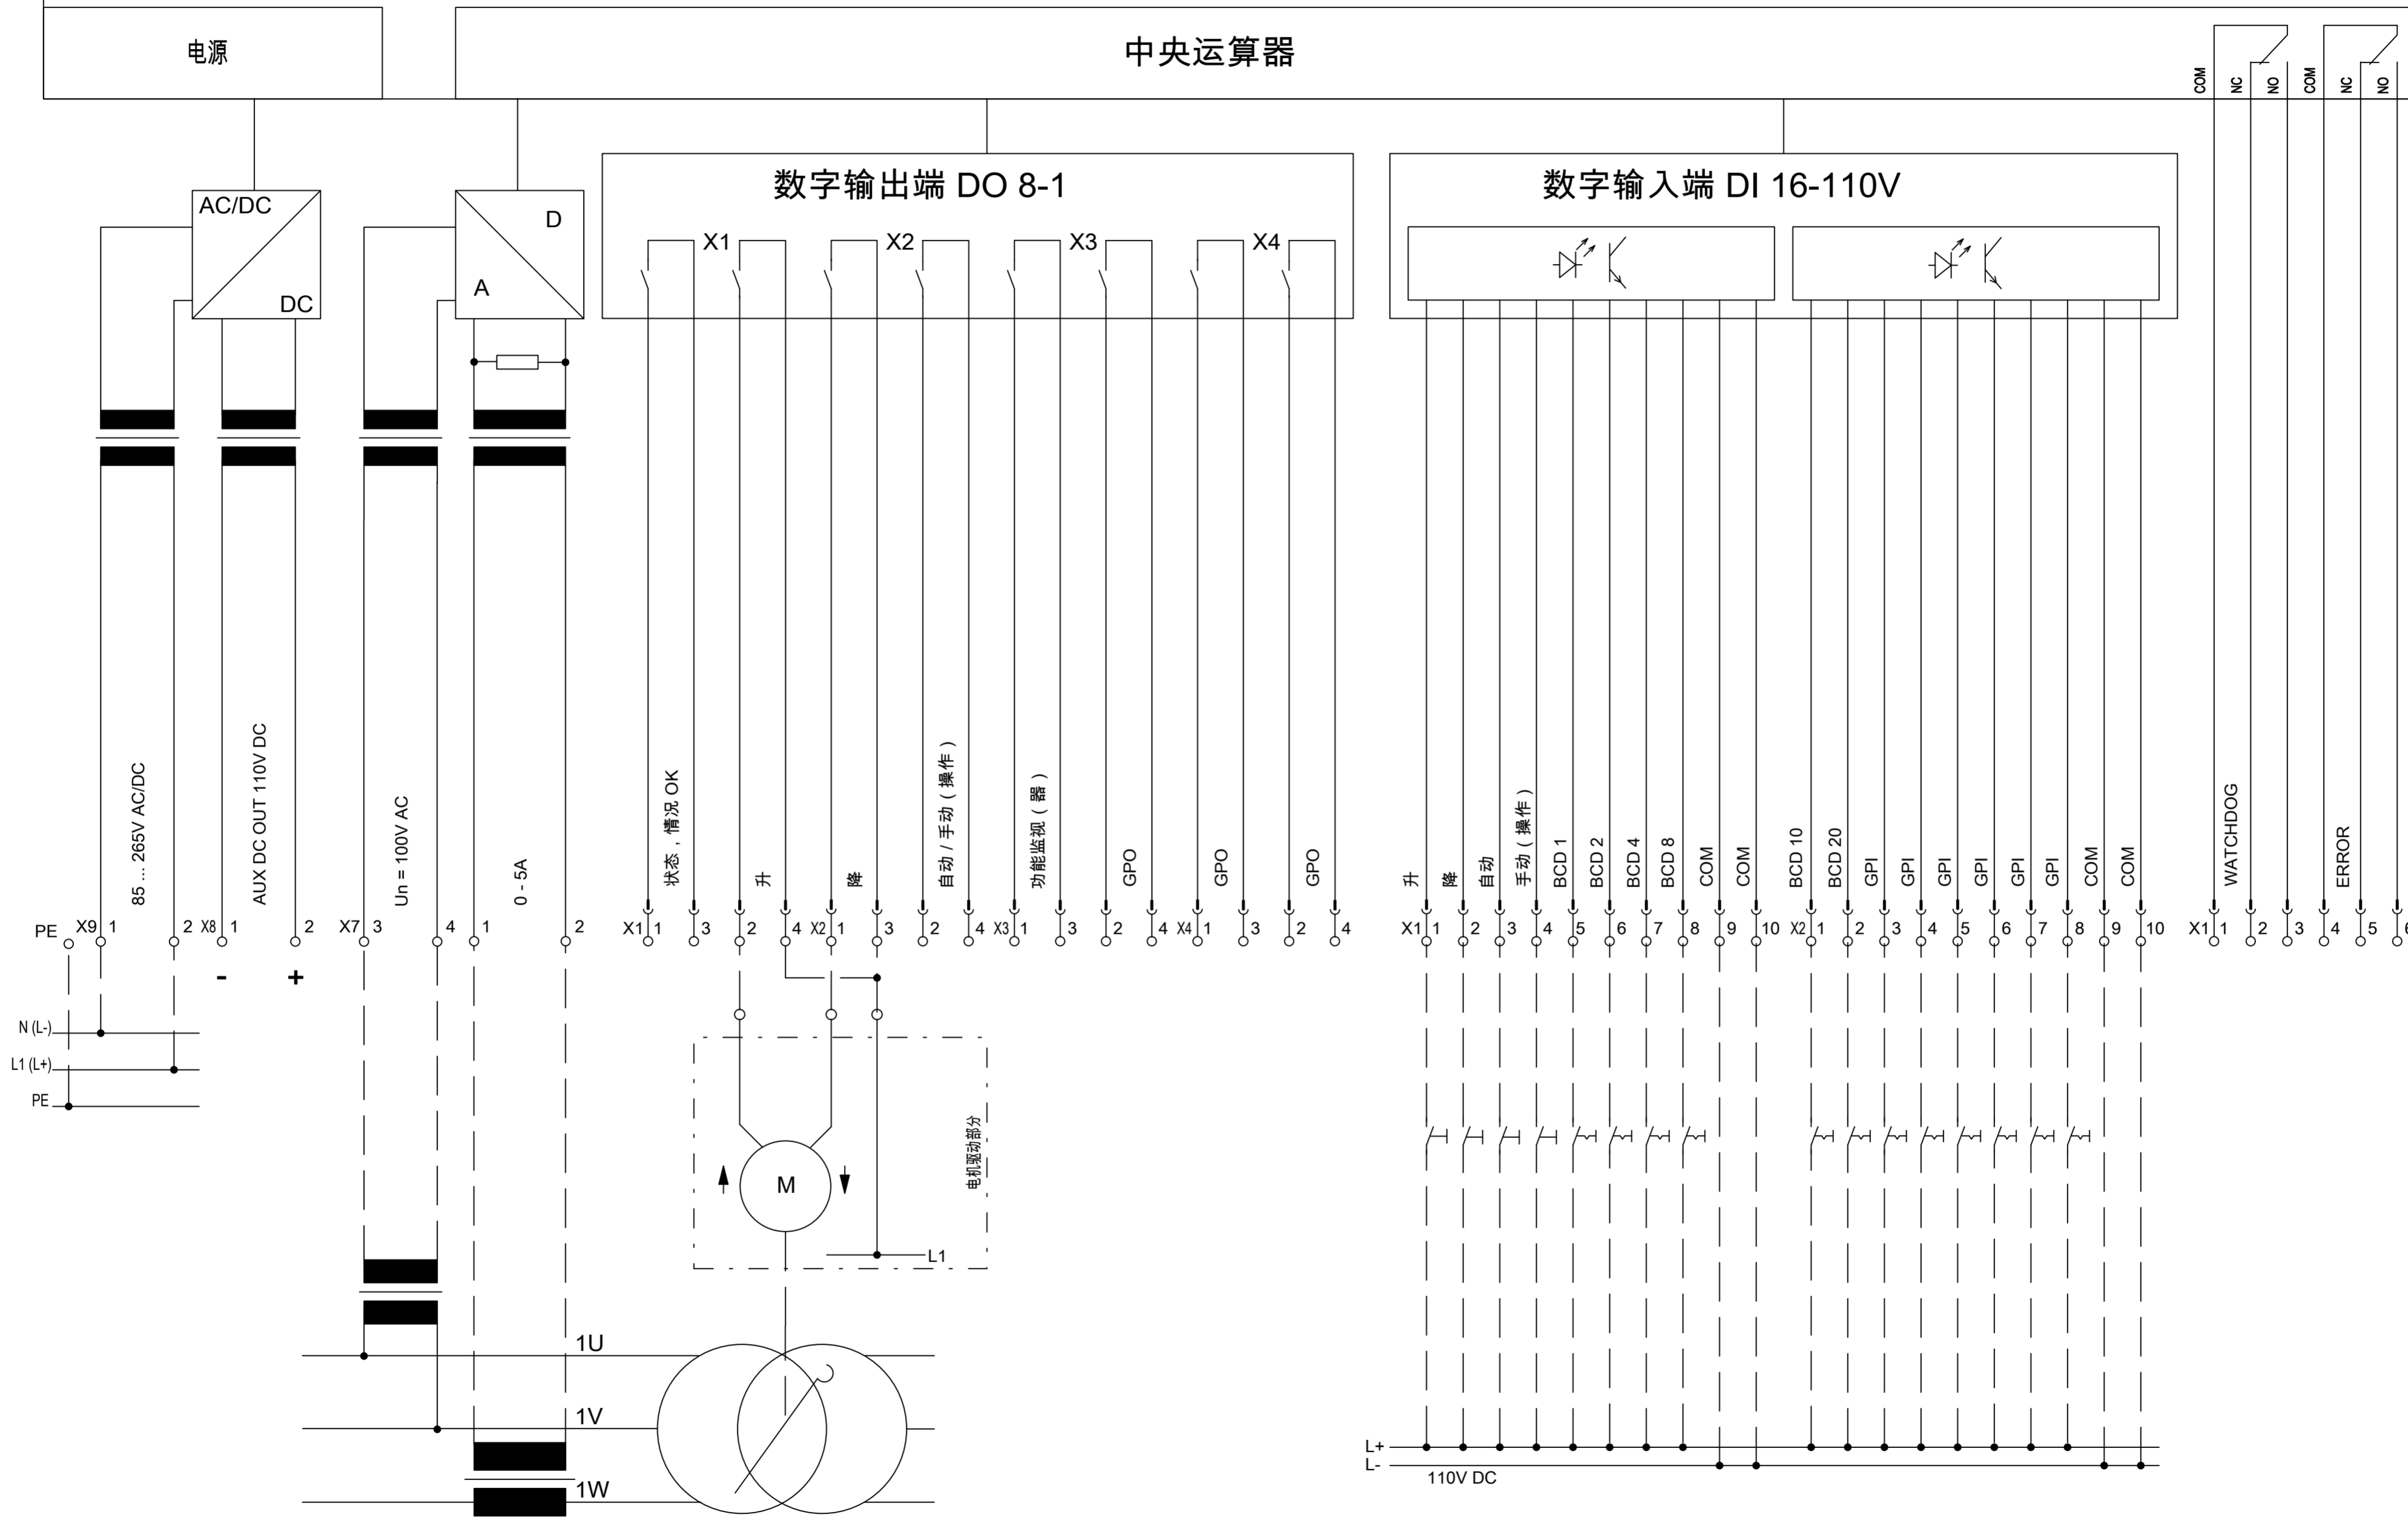 电源
中央运算器
COM
NC
NO
COM
NC
NO
数字输出端 DO 8-1
数字输入端 DI 16-110V
AC/DC
DC
D
A
X1
X2
X3
X4
85 ... 265V AC/DC
AUX DC OUT 110V DC
Un = 100V AC
0 - 5A
状态，情况 OK
升
降
自动 / 手动（操作）
功能监视（器）
GPO
GPO
GPO
升
降
自动
手动（操作）
BCD 1
BCD 2
BCD 4
BCD 8
COM
COM
BCD 10
BCD 20
GPI
GPI
GPI
GPI
GPI
GPI
COM
COM
WATCHDOG
ERROR
PE X9 1 2 X8 1 2 X7 3 4 1 2 X1 1 3 2 4 X2 1 3 2 4 X3 1 3 2 4 X4 1 3 2 4 X1 1 2 3 4 5 6 7 8 9 10 X2 1 2 3 4 5 6 7 8 9 10 X1 1 2 3 4 5 6
- +
N (L-)
L1 (L+)
PE
电机驱动部分
M
L1
1U
1V
1W
L+
L-
110V DC